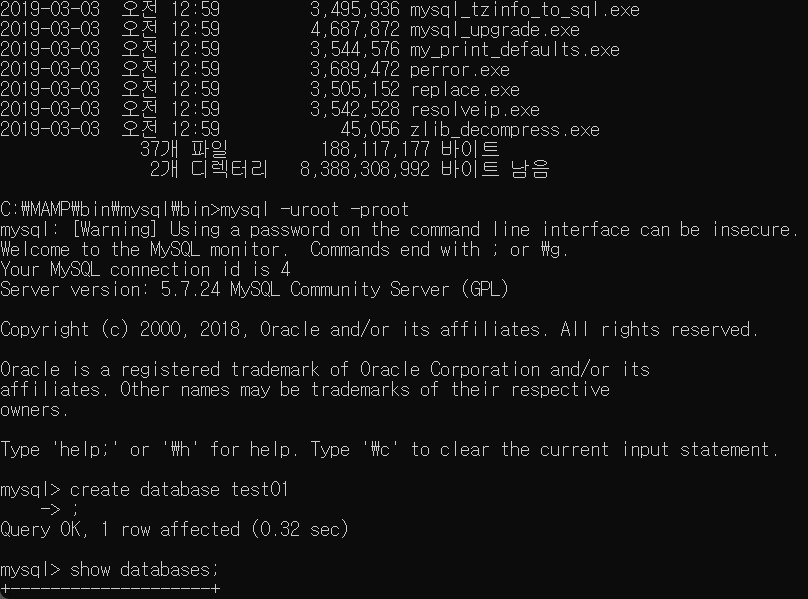 2019-03-03  오전 12:59         3,495,936 mysql_tzinfo_to_sql.exe
2019-03-03  오전 12:59         4,687,872 mysql_upgrade.exe
2019-03-03  오전 12:59         3,544,576 my_print_defaults.exe
2019-03-03  오전 12:59         3,689,472 perror.exe
2019-03-03  오전 12:59         3,505,152 replace.exe
2019-03-03  오전 12:59         3,542,528 resolveip.exe
2019-03-03  오전 12:59            45,056 zlib_decompress.exe
              37개 파일         188,117,177 바이트
               2개 디렉터리   8,388,308,992 바이트 남음
C:₩MAMP₩bin₩mysql₩bin>mysql -uroot -proot
mysql: [Warning] Using a password on the command line interface can be insecure.
Welcome to the MySQL monitor.  Commands end with ; or ₩g.
Your MySQL connection id is 4
Server version: 5.7.24 MySQL Community Server (GPL)
Copyright (c) 2000, 2018, Oracle and/or its affiliates. All rights reserved.
Oracle is a registered trademark of Oracle Corporation and/or its
affiliates. Other names may be trademarks of their respective
owners.
Type 'help;' or '₩h' for help. Type '₩c' to clear the current input statement.
mysql> create database test01
    -> ;
Query OK, 1 row affected (0.32 sec)
mysql> show databases;
+--------------------+